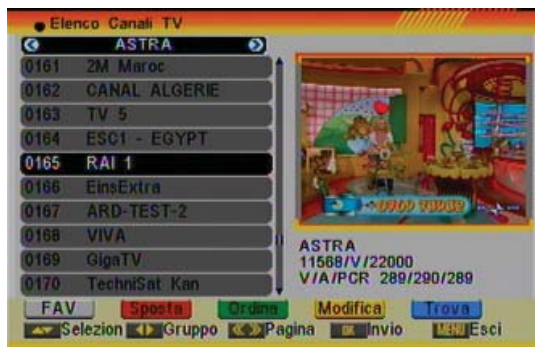 Elenco Canali TV
ASTRA
0161 2M Maroc
0162 CANAL ALGERIE
0163 TV 5
0164 ESC1 - EGYPT
0165 RAI 1
0166 EinsExtra
0167 ARD-TEST-2
0168 VIVA
0169 GigaTV
0170 TechniSat Kan
ASTRA
11568/V/22000
V/A/PCR 289/290/289
FAV Sposta Ordina Modifica Trova
Selezion Gruppo Pagina OK Invio MENU Esci